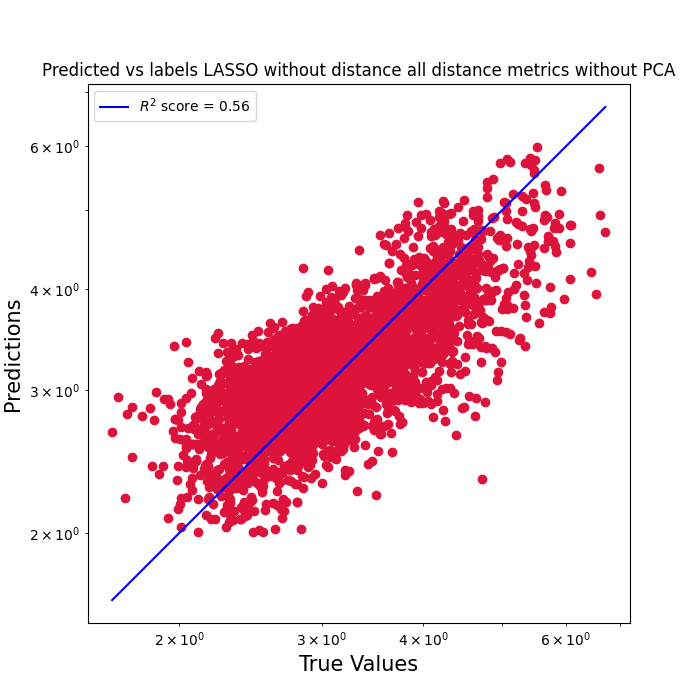 Predicted vs labels LASSO without distance all distance metrics without PCA
R² score = 0.56
6 × 10⁰
4 × 10⁰
3 × 10⁰
2 × 10⁰
Predictions
2 × 10⁰ 3 × 10⁰ 4 × 10⁰ 6 × 10⁰
True Values